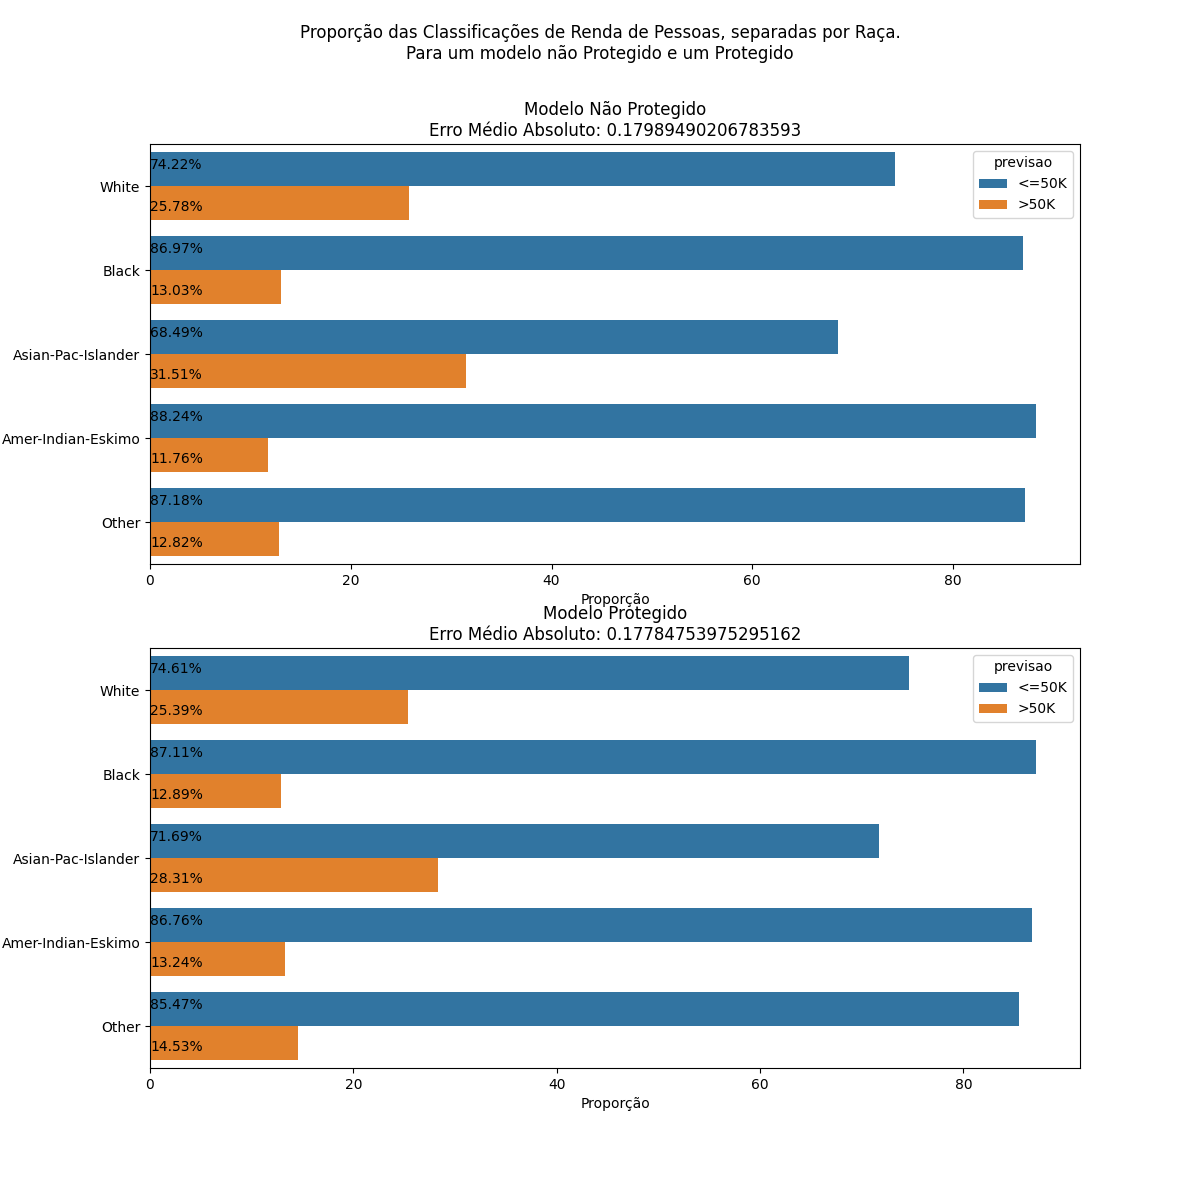 Proporção das Classificações de Renda de Pessoas, separadas por Raça.
Para um modelo não Protegido e um Protegido
Modelo Não Protegido
Erro Médio Absoluto: 0.17989490206783593
previsao
<=50K
>50K
White
74.22%
25.78%
Black
86.97%
13.03%
Asian-Pac-Islander
68.49%
31.51%
Amer-Indian-Eskimo
88.24%
11.76%
Other
87.18%
12.82%
0 20 40 60 80
Proporção
Modelo Protegido
Erro Médio Absoluto: 0.17784753975295162
previsao
<=50K
>50K
White
74.61%
25.39%
Black
87.11%
12.89%
Asian-Pac-Islander
71.69%
28.31%
Amer-Indian-Eskimo
86.76%
13.24%
Other
85.47%
14.53%
0 20 40 60 80
Proporção